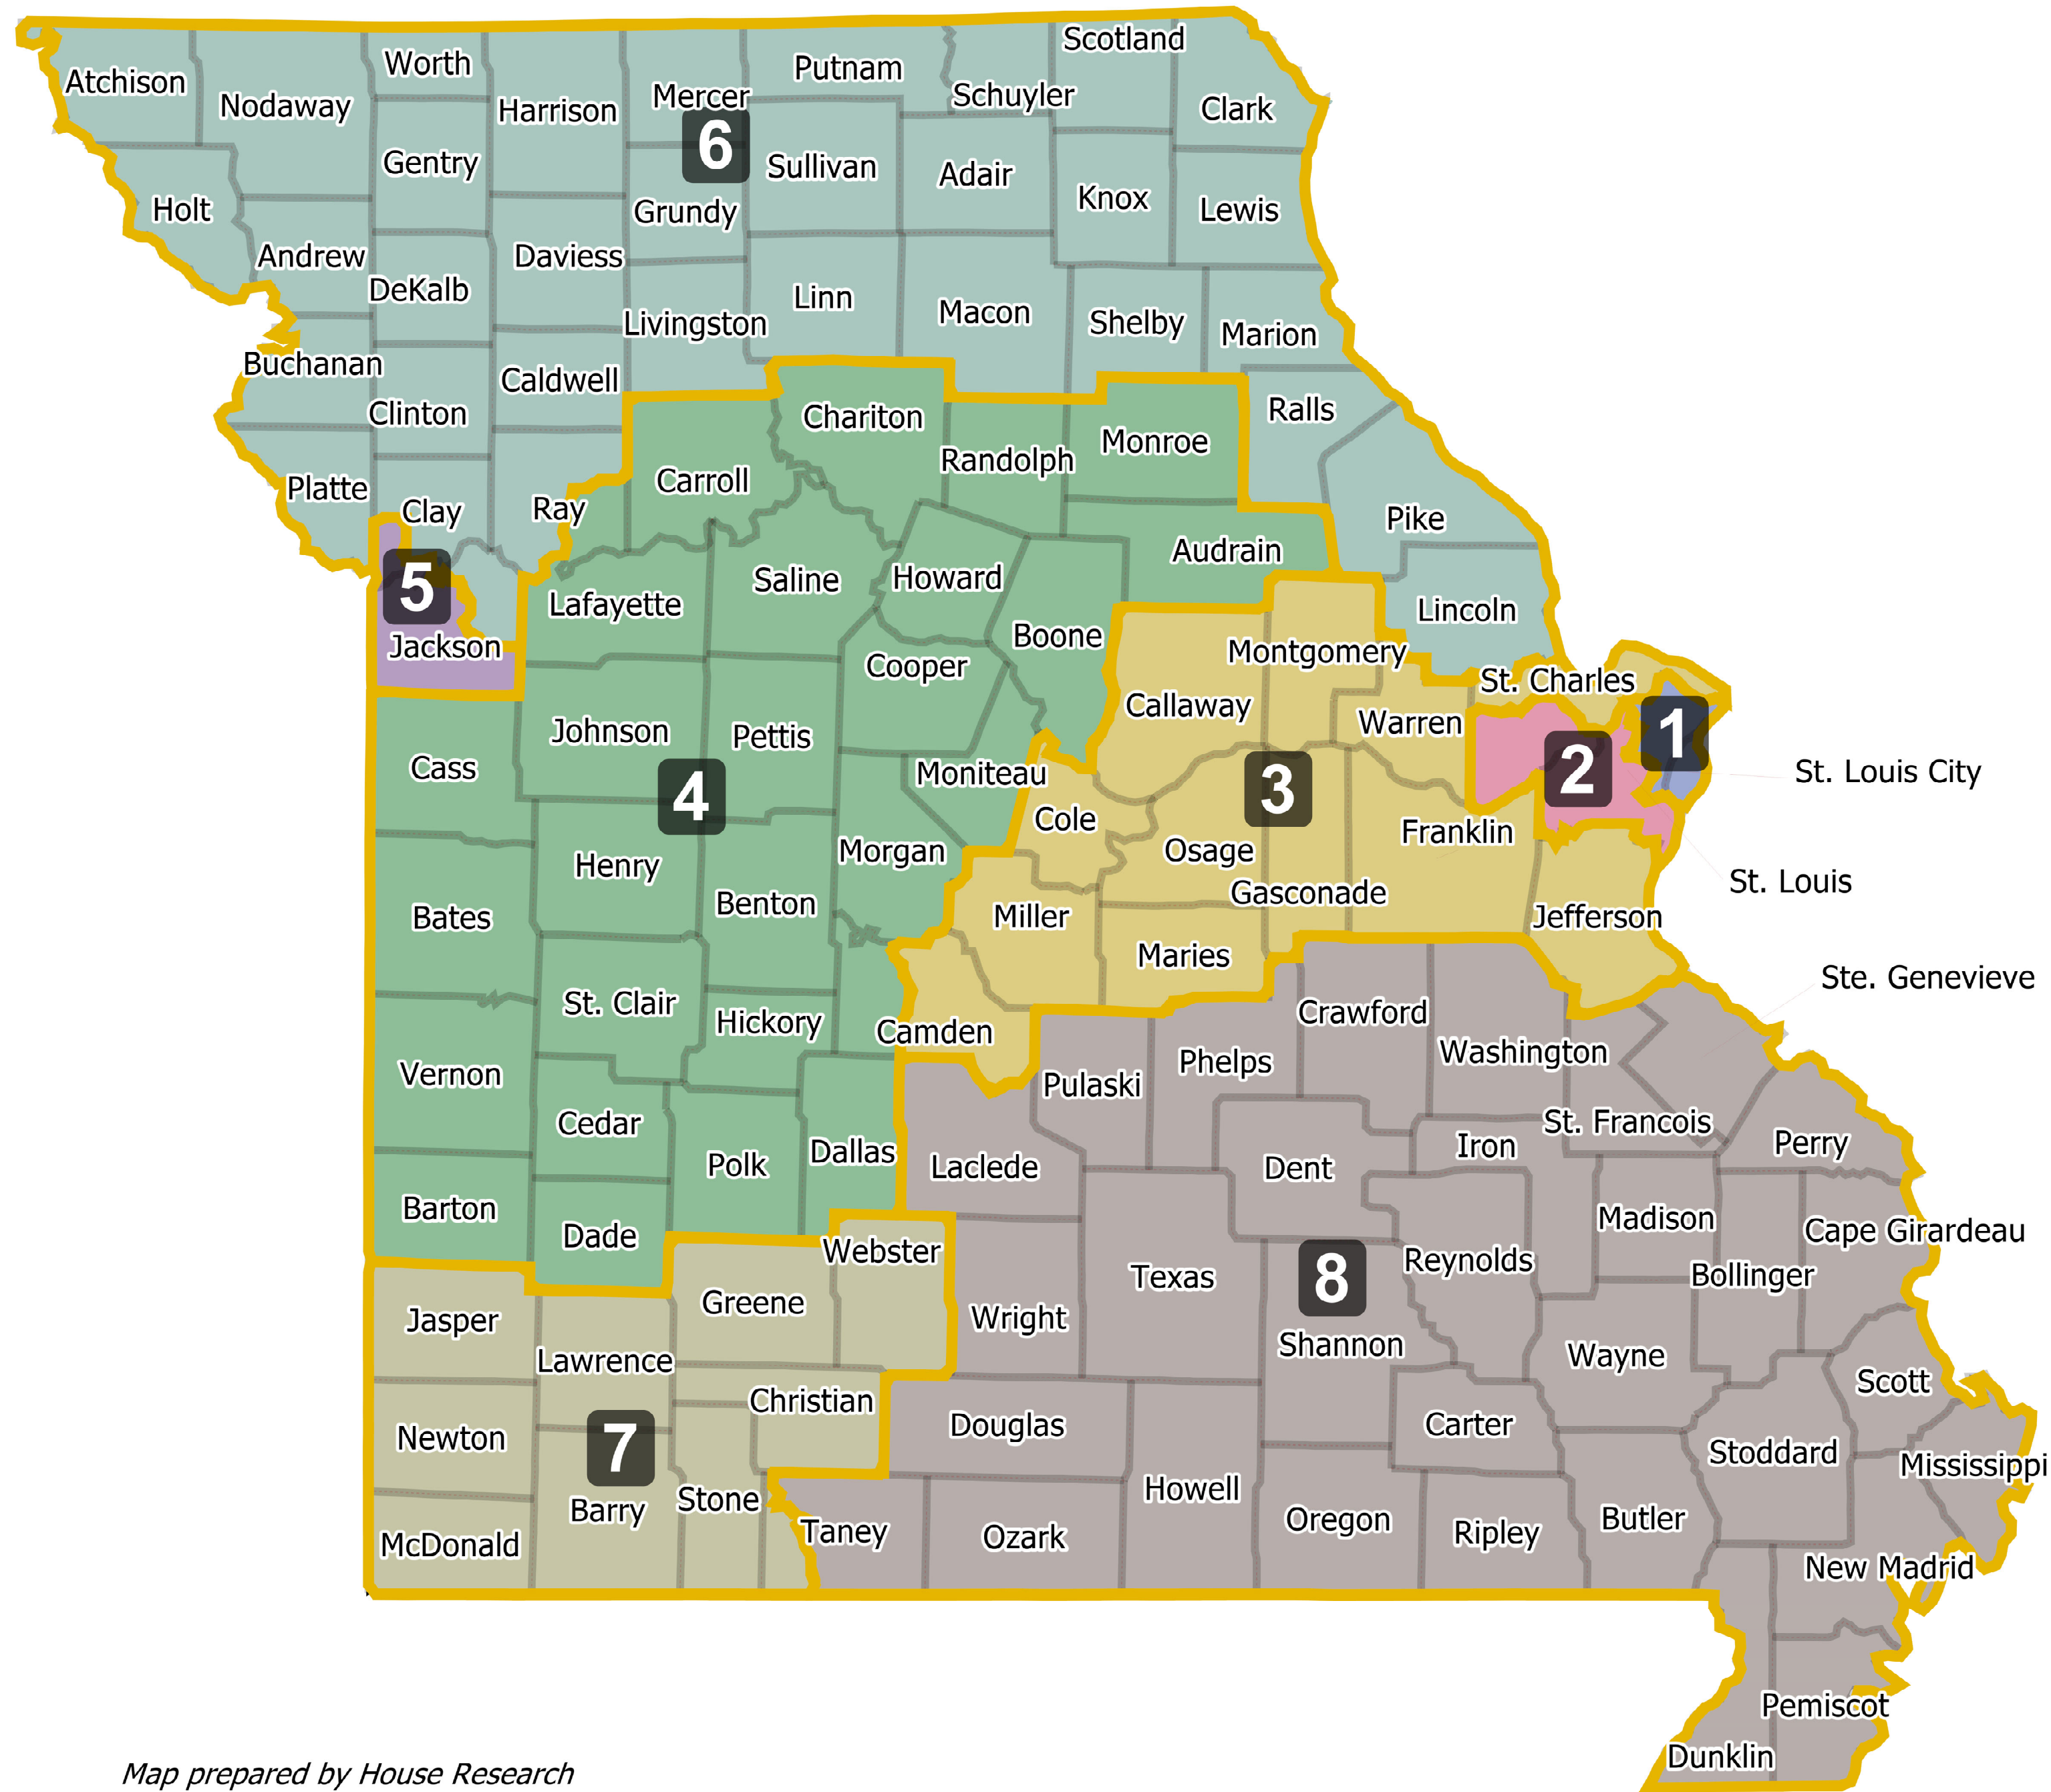 Scotland
Worth
Putnam
Atchison
Mercer
Schuyler
Nodaway
Harrison
Clark
6
Gentry
Sullivan
Adair
Knox
Holt
Grundy
Lewis
Andrew
Daviess
DeKalb
Linn
Macon
Livingston
Shelby
Marion
Buchanan
Caldwell
Clinton
Chariton
Ralls
Monroe
Randolph
Carroll
Platte
Clay
Ray
Pike
Audrain
5
Saline
Howard
Lafayette
Lincoln
Boone
Jackson
Cooper
Montgomery
St. Charles
Callaway
Warren
1
Johnson
Pettis
Cass
Moniteau
2
St. Louis City
4
3
Cole
Franklin
Morgan
Osage
Henry
St. Louis
Gasconade
Benton
Bates
Miller
Jefferson
Maries
Ste. Genevieve
St. Clair
Crawford
Hickory
Camden
Washington
Phelps
Vernon
Pulaski
Cedar
St. Francois
Perry
Iron
Dallas
Polk
Laclede
Dent
Barton
Madison
Cape Girardeau
Dade
Webster
Reynolds
Texas
Bollinger
8
Greene
Jasper
Wright
Shannon
Lawrence
Wayne
Scott
Christian
Douglas
Carter
Newton
7
Stoddard
Mississippi
Howell
Stone
Barry
Oregon
Butler
Taney
Ozark
Ripley
McDonald
New Madrid
Pemiscot
Dunklin
Map prepared by House Research